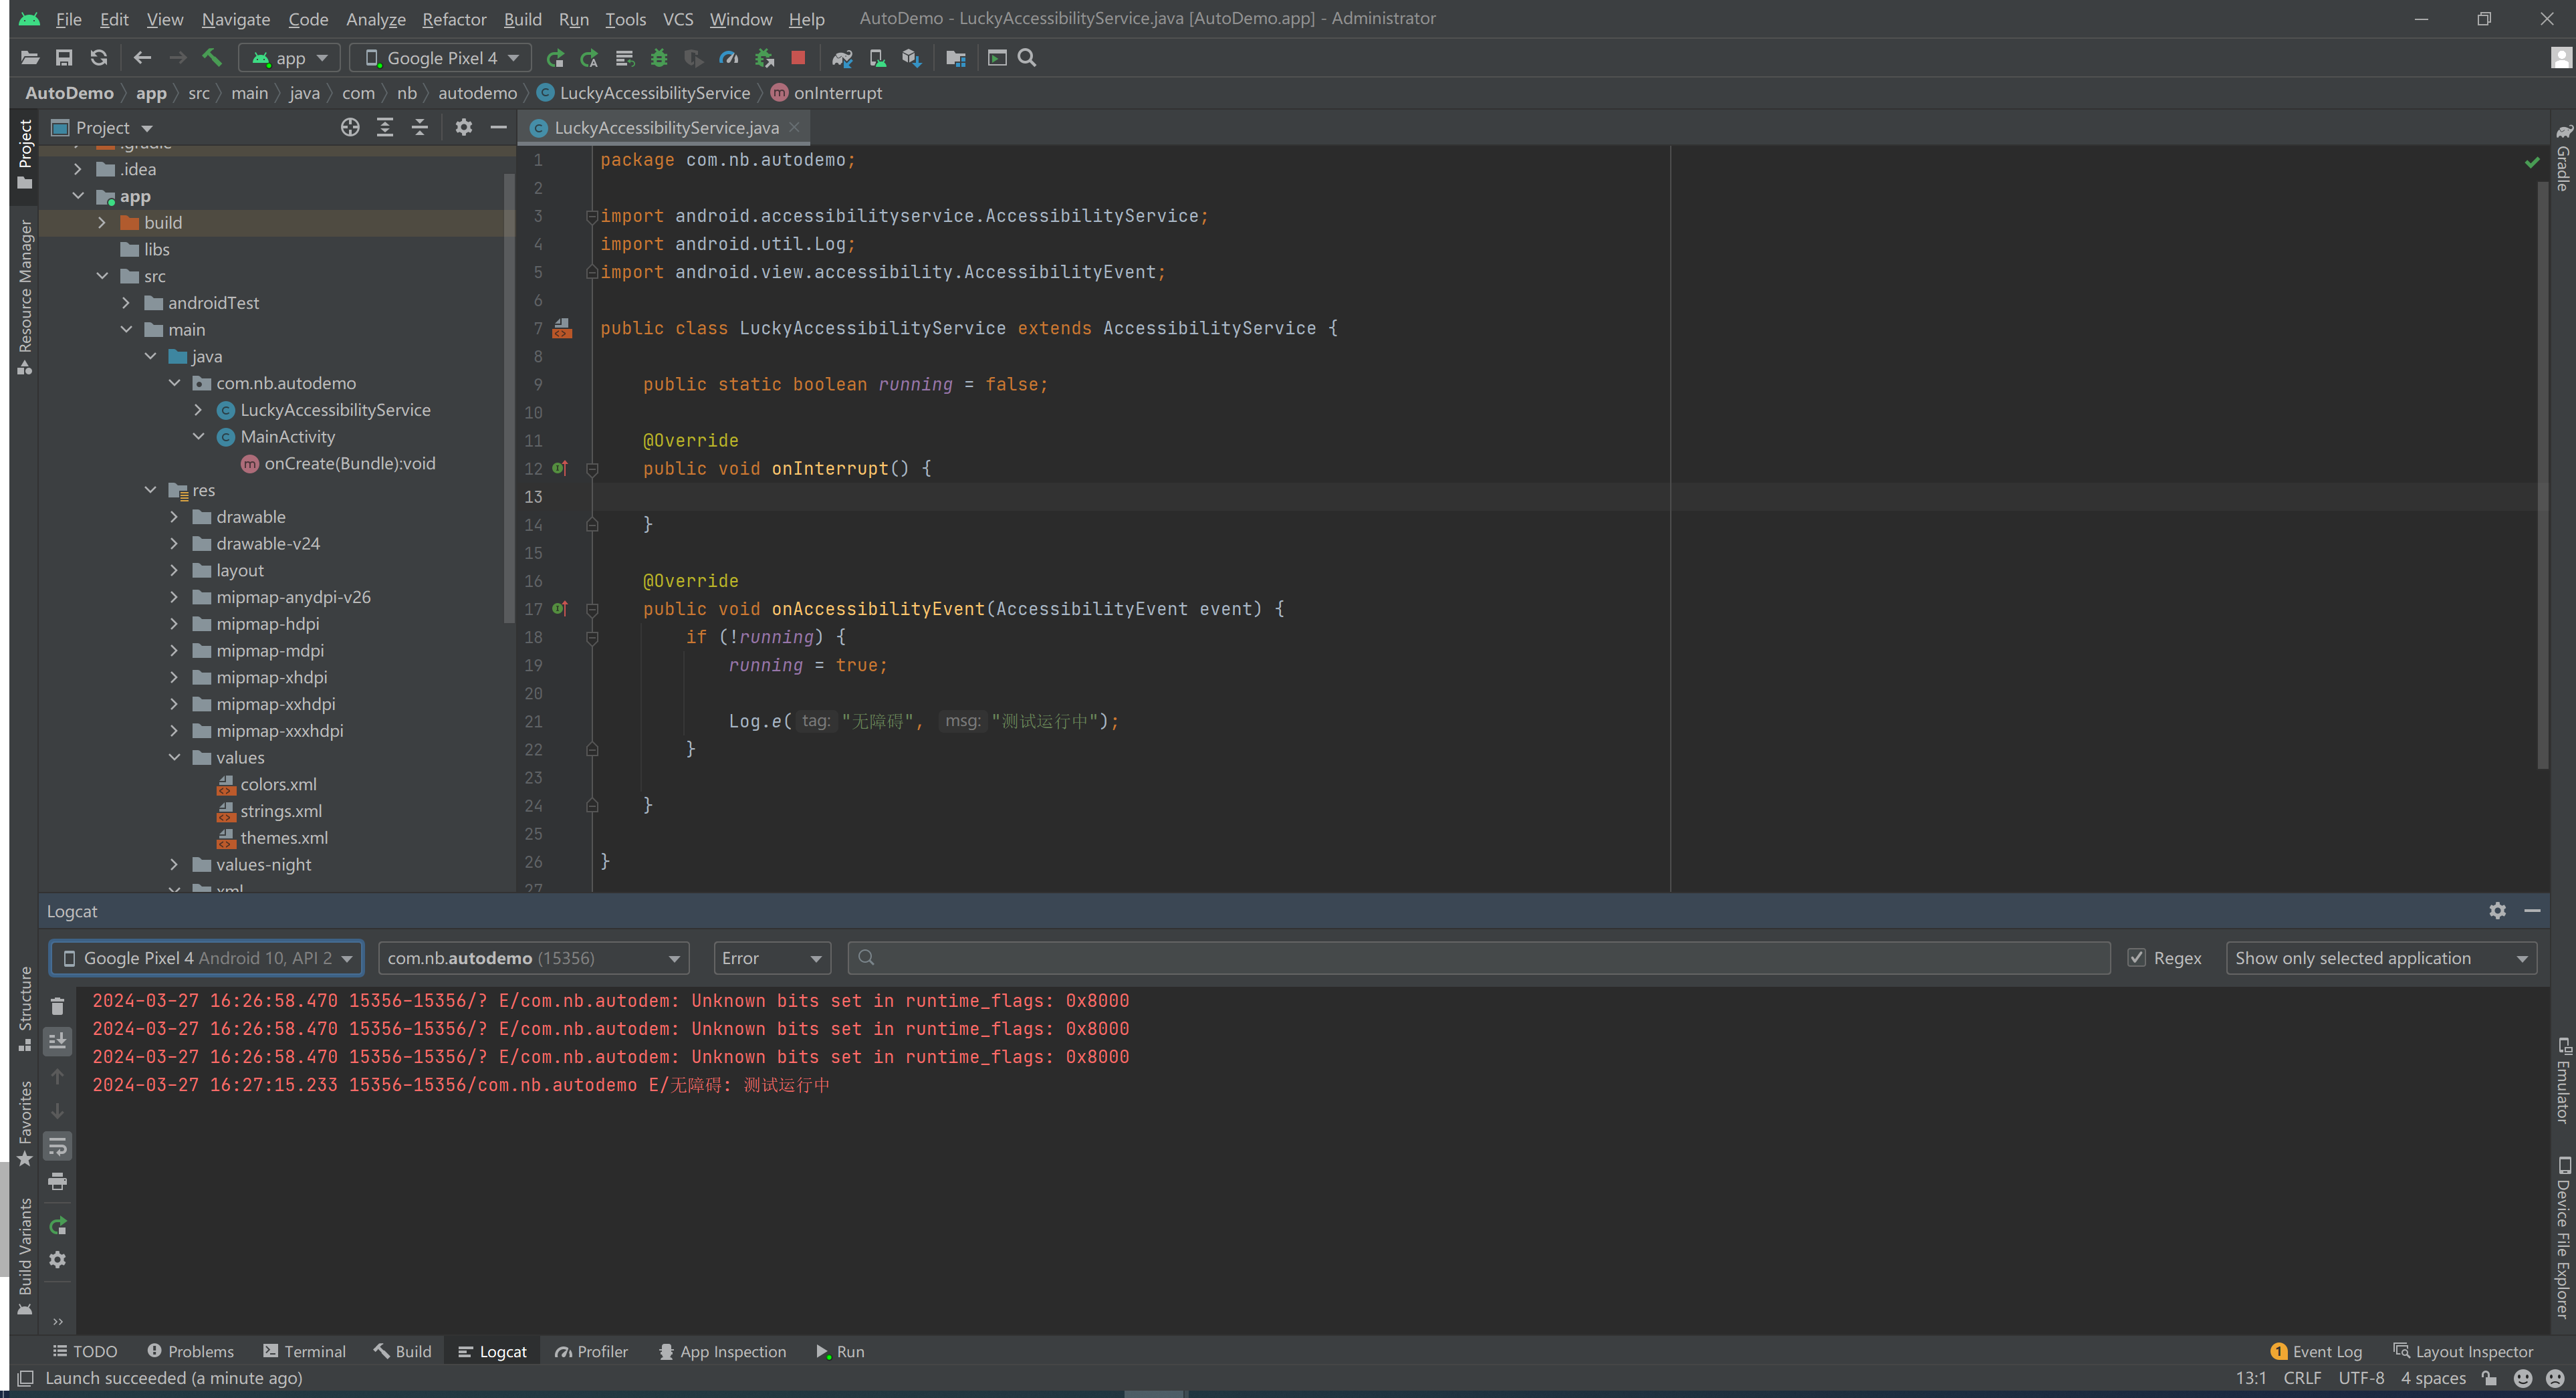 File Edit View Navigate Code Analyze Refactor Build Run Tools VCS Window Help AutoDemo - LuckyAccessibilityService.java [AutoDemo.app] - Administrator
app Google Pixel 4
AutoDemo app src main java com nb autodemo LuckyAccessibilityService onInterrupt
Project
LuckyAccessibilityService.java
Project
Resource Manager
Structure
Favorites
Build Variants
.gradle
.idea
app
build
libs
src
androidTest
main
java
com.nb.autodemo
LuckyAccessibilityService
MainActivity
onCreate(Bundle):void
res
drawable
drawable-v24
layout
mipmap-anydpi-v26
mipmap-hdpi
mipmap-mdpi
mipmap-xhdpi
mipmap-xxhdpi
mipmap-xxxhdpi
values
colors.xml
strings.xml
themes.xml
values-night
xml
1 package com.nb.autodemo;
2
3 import android.accessibilityservice.AccessibilityService;
4 import android.util.Log;
5 import android.view.accessibility.AccessibilityEvent;
6
7 public class LuckyAccessibilityService extends AccessibilityService {
8
9 public static boolean running = false;
10
11 @Override
12 public void onInterrupt() {
13
14 }
15
16 @Override
17 public void onAccessibilityEvent(AccessibilityEvent event) {
18 if (!running) {
19 running = true;
20
21 Log.e( tag: "无障碍", msg: "测试运行中");
22 }
23
24 }
25
26 }
27
Gradle
Emulator
Device File Explorer
Logcat
Google Pixel 4 Android 10, API 2 com.nb.autodemo (15356) Error Regex Show only selected application
2024-03-27 16:26:58.470 15356-15356/? E/com.nb.autodem: Unknown bits set in runtime_flags: 0x8000
2024-03-27 16:26:58.470 15356-15356/? E/com.nb.autodem: Unknown bits set in runtime_flags: 0x8000
2024-03-27 16:26:58.470 15356-15356/? E/com.nb.autodem: Unknown bits set in runtime_flags: 0x8000
2024-03-27 16:27:15.233 15356-15356/com.nb.autodemo E/无障碍: 测试运行中
TODO Problems Terminal Build Logcat Profiler App Inspection Run 1 Event Log Layout Inspector
Launch succeeded (a minute ago) 13:1 CRLF UTF-8 4 spaces